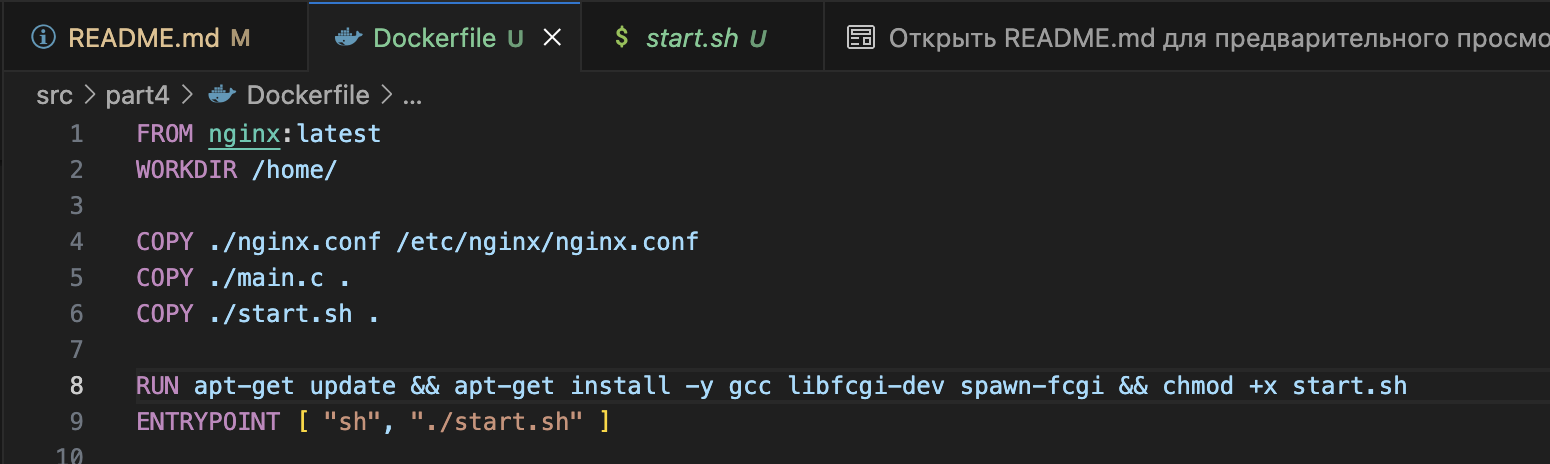 README.md M Dockerfile U start.sh U Открыть README.md для предварительного
src > part4 > Dockerfile > ...
1 FROM nginx:latest
2 WORKDIR /home/
3
4 COPY ./nginx.conf /etc/nginx/nginx.conf
5 COPY ./main.c .
6 COPY ./start.sh .
7
8 RUN apt-get update && apt-get install -y gcc libfcgi-dev spawn-fcgi && chmod +x start.sh
9 ENTRYPOINT [ "sh", "./start.sh" ]
10